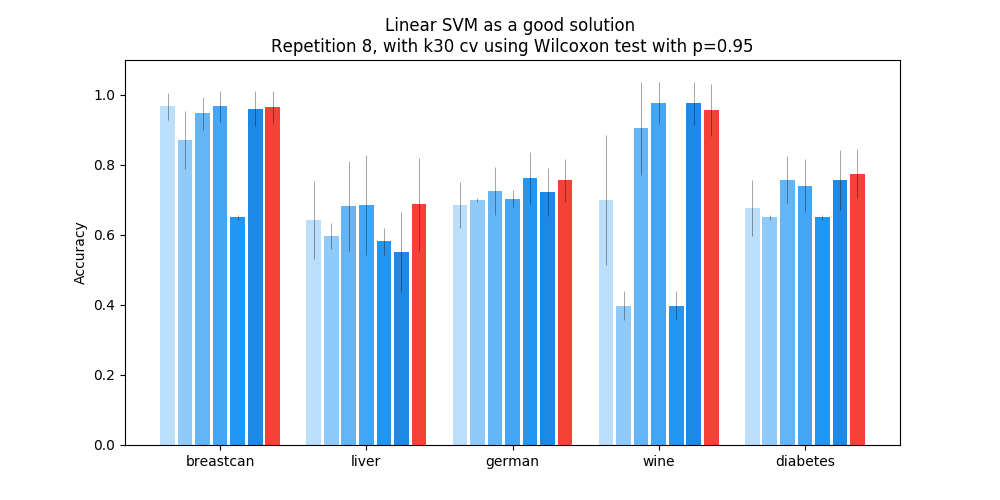 Linear SVM as a good solution
Repetition 8, with k30 cv using Wilcoxon test with p=0.95
Accuracy
1.0
0.8
0.6
0.4
0.2
0.0
breastcan
liver
german
wine
diabetes